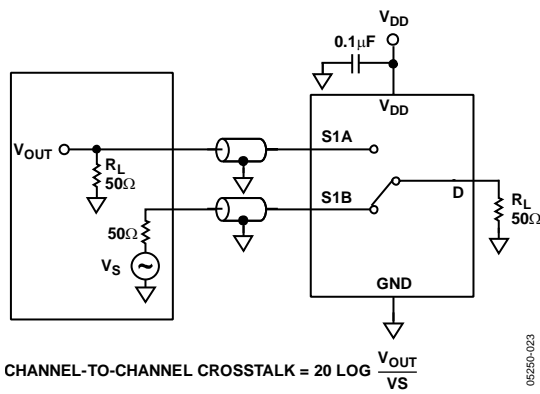 VDD
0.1μF
VDD
S1A
VOUT
RL
50Ω
S1B
D
RL
50Ω
50Ω
VS
GND
CHANNEL-TO-CHANNEL CROSSTALK = 20 LOG VOUT
VS
05250-023